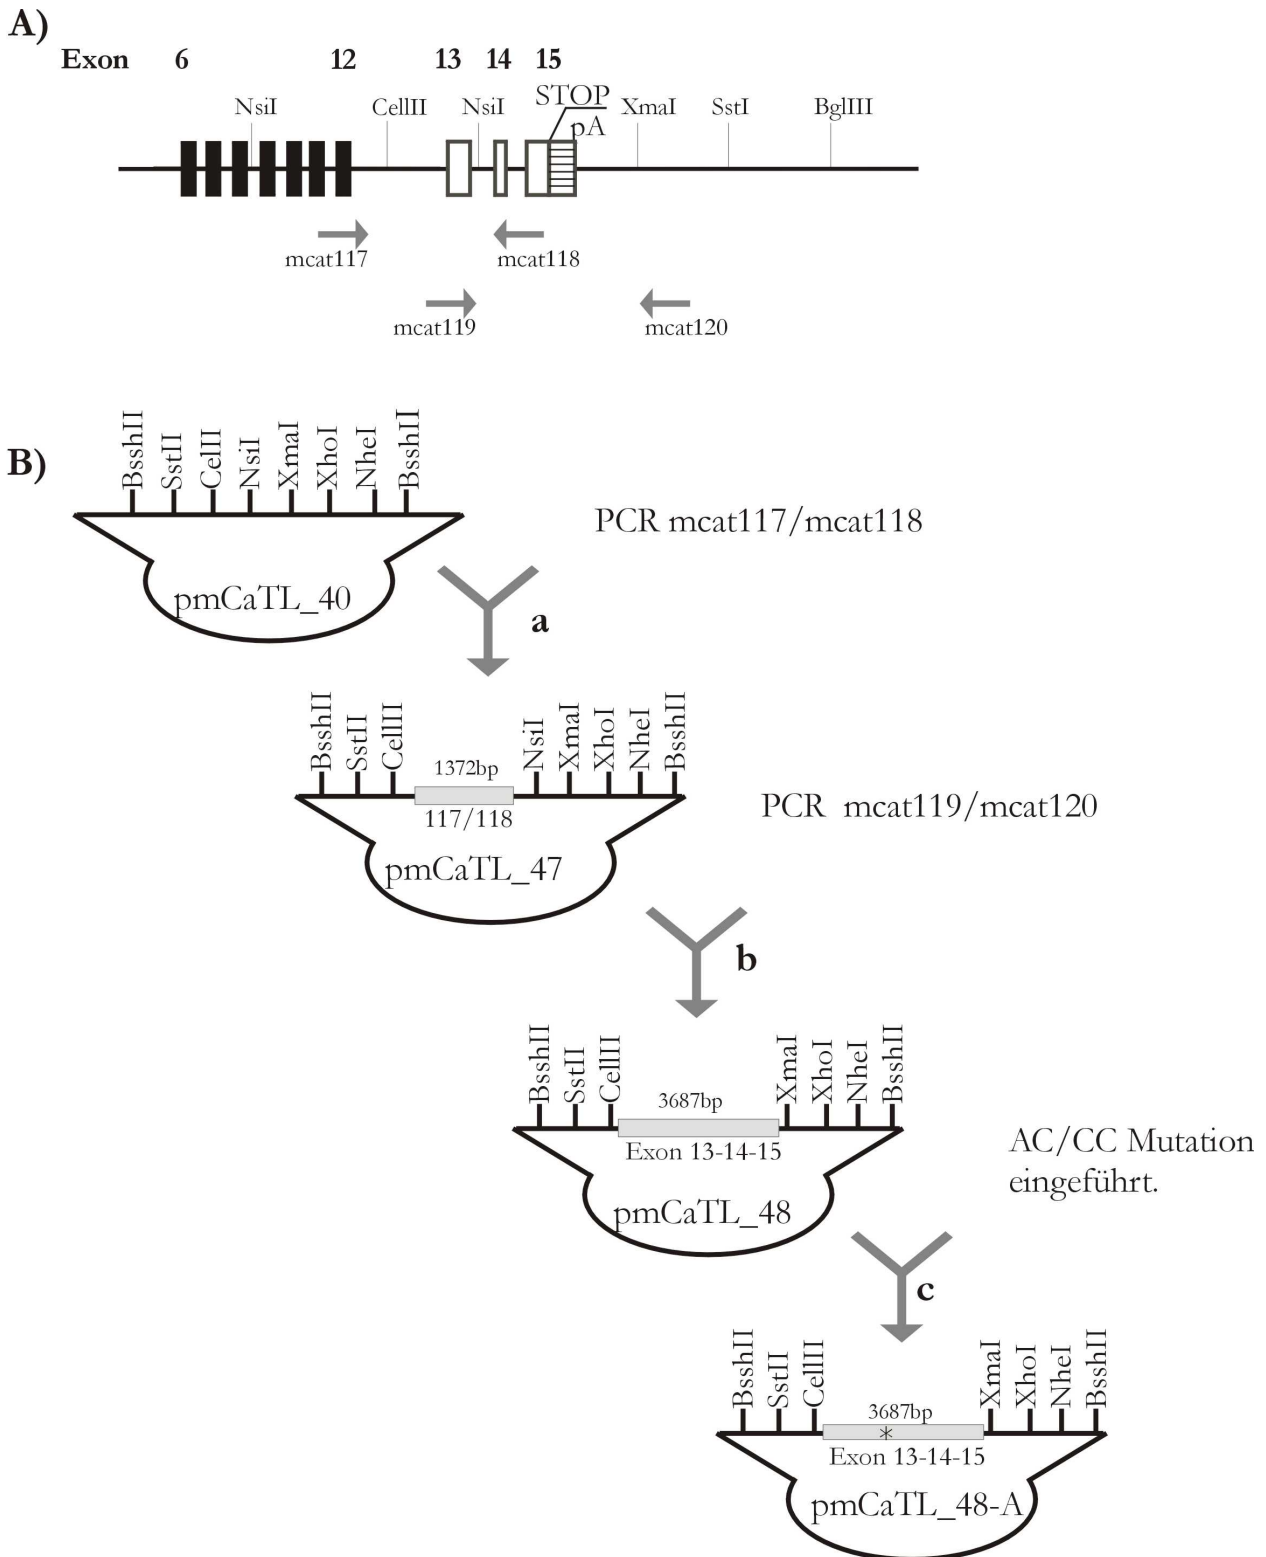 A)
Exon 6 12 13 14 15
NsiI CellII NsiI STOP XmaI SstI BglIII
pA
mcat117 mcat118
mcat119 mcat120
B)
BsshII SstII CelII NsiI XmaI XhoI NheI BsshII
PCR mcat117/mcat118
pmCaTL_40
a
BsshII SstII CellII NsiI XmaI XhoI NheI BsshII
1372bp
117/118
PCR mcat119/mcat120
pmCaTL_47
b
BsshII SstII CellII XmaI XhoI NheI BsshII
3687bp
Exon 13-14-15
AC/CC Mutation
eingeführt.
pmCaTL_48
c
BsshII SstII CellII XmaI XhoI NheI BsshII
3687bp
*
Exon 13-14-15
pmCaTL_48-A